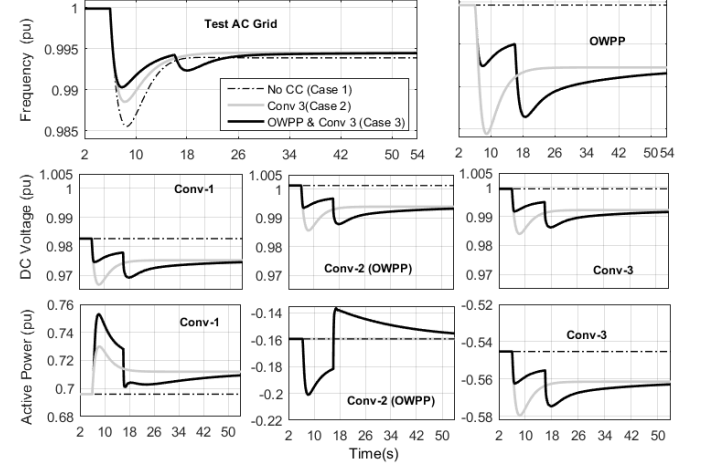 Test AC Grid
Frequency (pu)
1
0.995
0.99
0.985
No CC (Case 1)
Conv 3(Case 2)
OWPP & Conv 3 (Case 3)
2 10 18 26 34 42 50 54
OWPP
2 10 18 26 34 42 50 54
DC Voltage (pu)
1.005
1
0.99
0.98
0.97
Conv-1
1.005
1
0.99
0.98
0.97
Conv-2 (OWPP)
1.005
1
0.99
0.98
0.97
Conv-3
Active Power (pu)
0.76
0.74
0.72
0.7
0.68
Conv-1
2 10 18 26 34 42 50
-0.14
-0.16
-0.18
-0.2
-0.22
Conv-2 (OWPP)
2 10 18 26 34 42 50
-0.52
-0.54
-0.56
-0.58
Conv-3
2 10 18 26 34 42 50
Time(s)